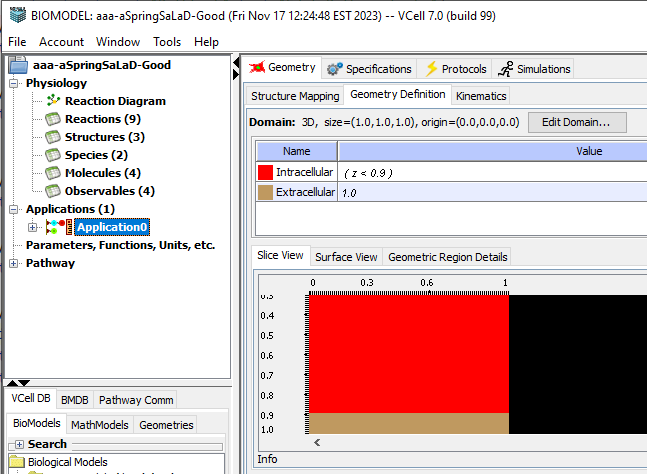 BIOMODEL: aaa-aSpringSaLaD-Good (Fri Nov 17 12:24:48 EST 2023) -- VCell 7.0 (build 99)
File Account Window Tools Help
aaa-aSpringSaLaD-Good
Physiology
Reaction Diagram
Reactions (9)
Structures (3)
Species (2)
Molecules (4)
Observables (4)
Applications (1)
Application0
Parameters, Functions, Units, etc.
Pathway
VCell DB BMDB Pathway Comm
BioModels MathModels Geometries
Search
Biological Models
Geometry Specifications Protocols Simulations
Structure Mapping Geometry Definition Kinematics
Domain: 3D, size=(1.0,1.0,1.0), origin=(0.0,0.0,0.0) Edit Domain...
Name Value
Intracellular ( z < 0.9 )
Extracellular 1.0
Slice View Surface View Geometric Region Details
0 0.3 0.6 1
0.3
0.4
0.5
0.6
0.7
0.8
0.9
1.0
<
Info